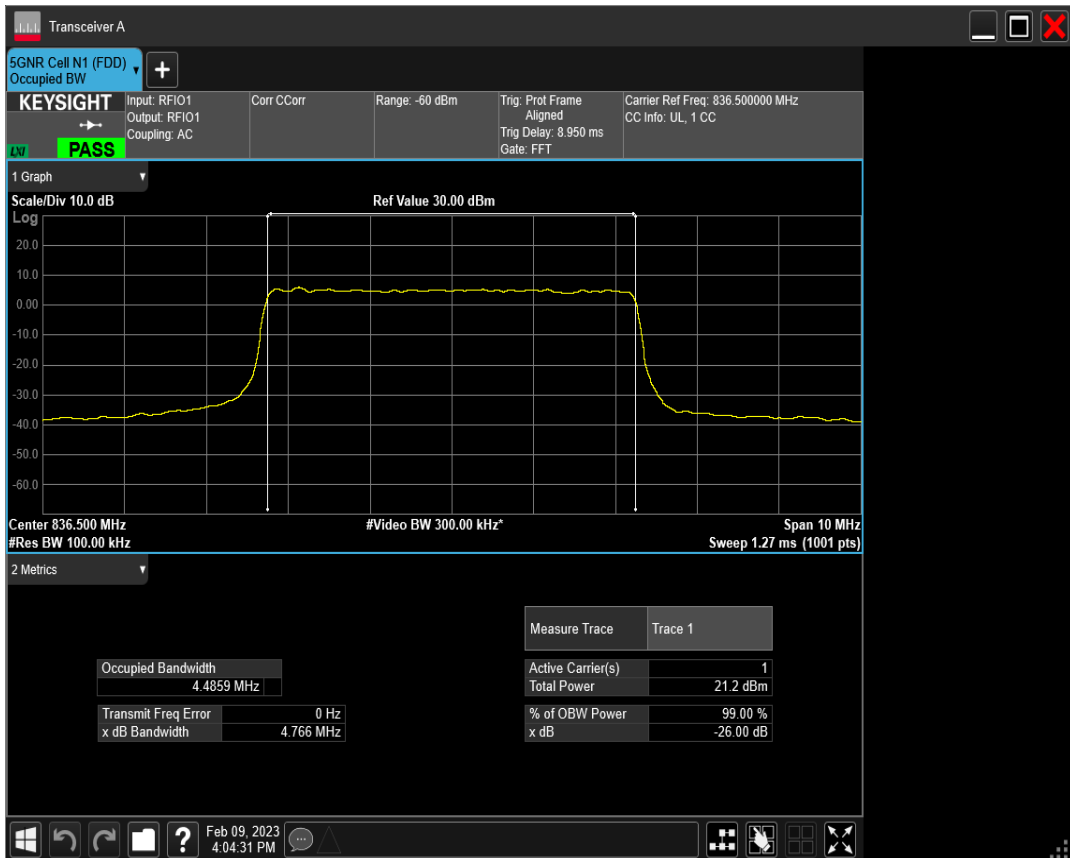 Transceiver A
5GNR Cell N1 (FDD)
Occupied BW
KEYSIGHT
LXI
PASS
Input: RFIO1
Output: RFIO1
Coupling: AC
Corr CCorr
Range: -60 dBm
Trig: Prot Frame
Aligned
Trig Delay: 8.950 ms
Gate: FFT
Carrier Ref Freq: 836.500000 MHz
CC Info: UL, 1 CC
1 Graph
Scale/Div 10.0 dB
Ref Value 30.00 dBm
Log
20.0
10.0
0.00
-10.0
-20.0
-30.0
-40.0
-50.0
-60.0
Center 836.500 MHz
#Video BW 300.00 kHz*
Span 10 MHz
#Res BW 100.00 kHz
Sweep 1.27 ms (1001 pts)
2 Metrics
Measure Trace Trace 1
Occupied Bandwidth
4.4859 MHz
Active Carrier(s) 1
Total Power 21.2 dBm
Transmit Freq Error 0 Hz
x dB Bandwidth 4.766 MHz
% of OBW Power 99.00 %
x dB -26.00 dB
?
Feb 09, 2023
4:04:31 PM